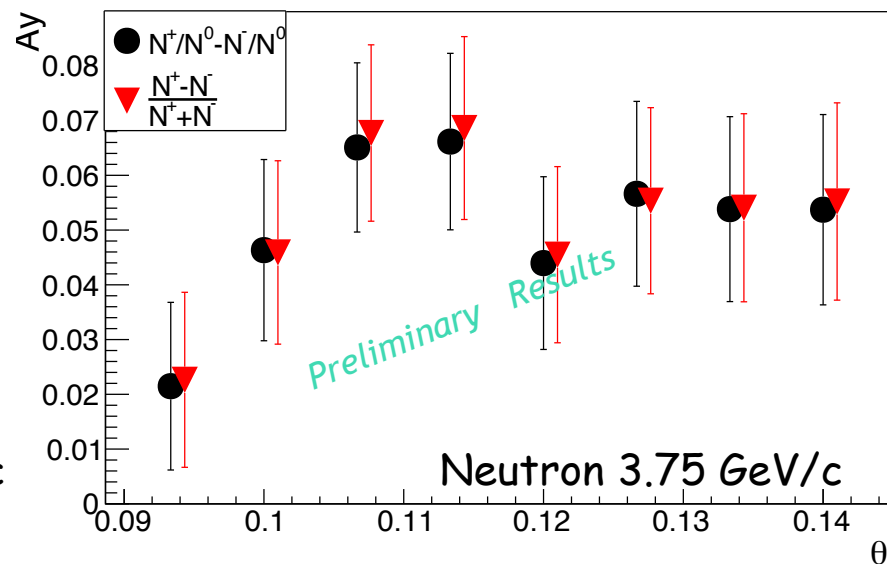 Ay
N⁺/N⁰-N⁻/N⁰
N⁺-N⁻
N⁺+N⁻
0.08
0.07
0.06
0.05
0.04
0.03
0.02
0.01
0
Preliminary Results
Neutron 3.75 GeV/c
0.09 0.1 0.11 0.12 0.13 0.14
θ